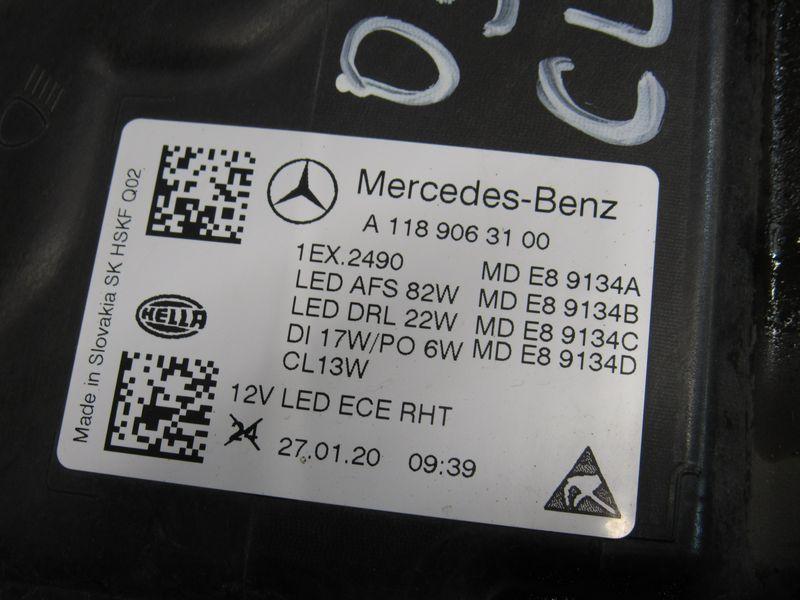 CL
Mercedes-Benz
A 118 906 31 00
1EX.2490 MD E8 9134A
LED AFS 82W MD E8 9134B
LED DRL 22W MD E8 9134C
DI 17W/PO 6W MD E8 9134D
CL13W
12V LED ECE RHT
24 27.01.20 09:39
HELLA
Made in Slovakia SK HSKF Q02